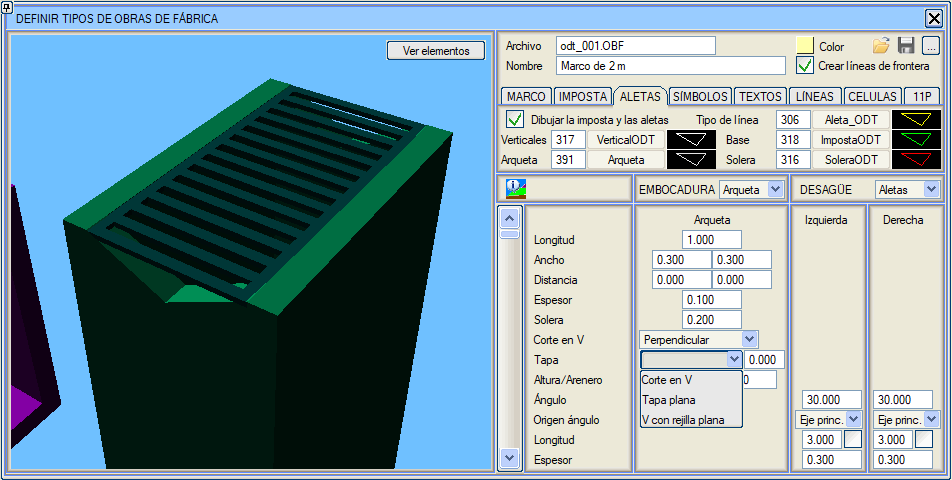 DEFINIR TIPOS DE OBRAS DE FÁBRICA
Ver elementos
Archivo odt_001.OBF Color ...
Nombre Marco de 2 m Crear líneas de frontera
MARCO IMPOSTA ALETAS SÍMBOLOS TEXTOS LÍNEAS CELULAS 11P
Dibujar la imposta y las aletas Tipo de línea 306 Aleta_ODT
Verticales 317 VerticalODT Base 318 ImpostaODT
Arqueta 391 Arqueta Solera 316 SoleraODT
EMBOCADURA Arqueta DESAGÜE Aletas
Arqueta Izquierda Derecha
Longitud 1.000
Ancho 0.300 0.300
Distancia 0.000 0.000
Espesor 0.100
Solera 0.200
Corte en V Perpendicular
Tapa 0.000
Altura/Arenero Corte en V 0
Ángulo Tapa plana 30.000 30.000
Origen ángulo V con rejilla plana Eje princ. Eje princ.
Longitud 3.000 3.000
Espesor 0.300 0.300